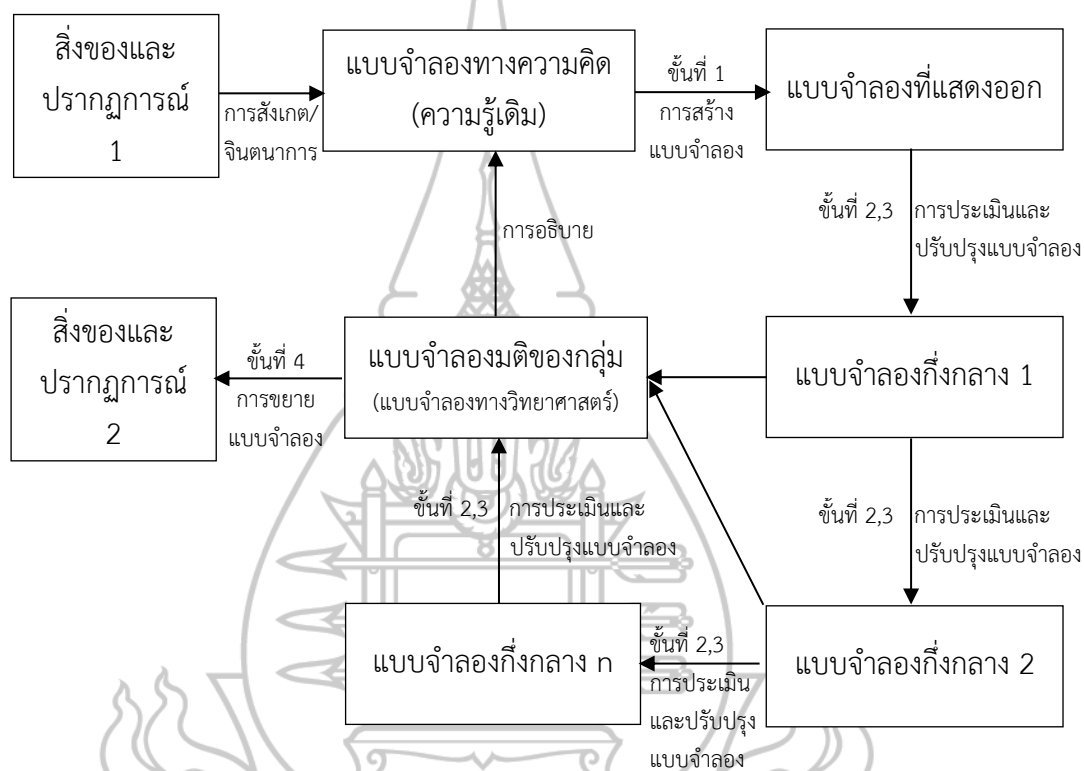 สิ่งของและ
ปรากฏการณ์
1
การสังเกต/
จินตนาการ
แบบจำลองทางความคิด
(ความรู้เดิม)
ขั้นที่ 1
การสร้าง
แบบจำลอง
แบบจำลองที่แสดงออก
ขั้นที่ 2,3 การประเมินและ
ปรับปรุงแบบจำลอง
การอธิบาย
สิ่งของและ
ปรากฏการณ์
2
ขั้นที่ 4
การขยาย
แบบจำลอง
แบบจำลองมติของกลุ่ม
(แบบจำลองทางวิทยาศาสตร์)
แบบจำลองกึ่งกลาง 1
ขั้นที่ 2,3 การประเมินและ
ปรับปรุงแบบจำลอง
ขั้นที่ 2,3 การประเมินและ
ปรับปรุงแบบจำลอง
แบบจำลองกึ่งกลาง n
ขั้นที่ 2,3
การประเมิน
และปรับปรุง
แบบจำลอง
แบบจำลองกึ่งกลาง 2